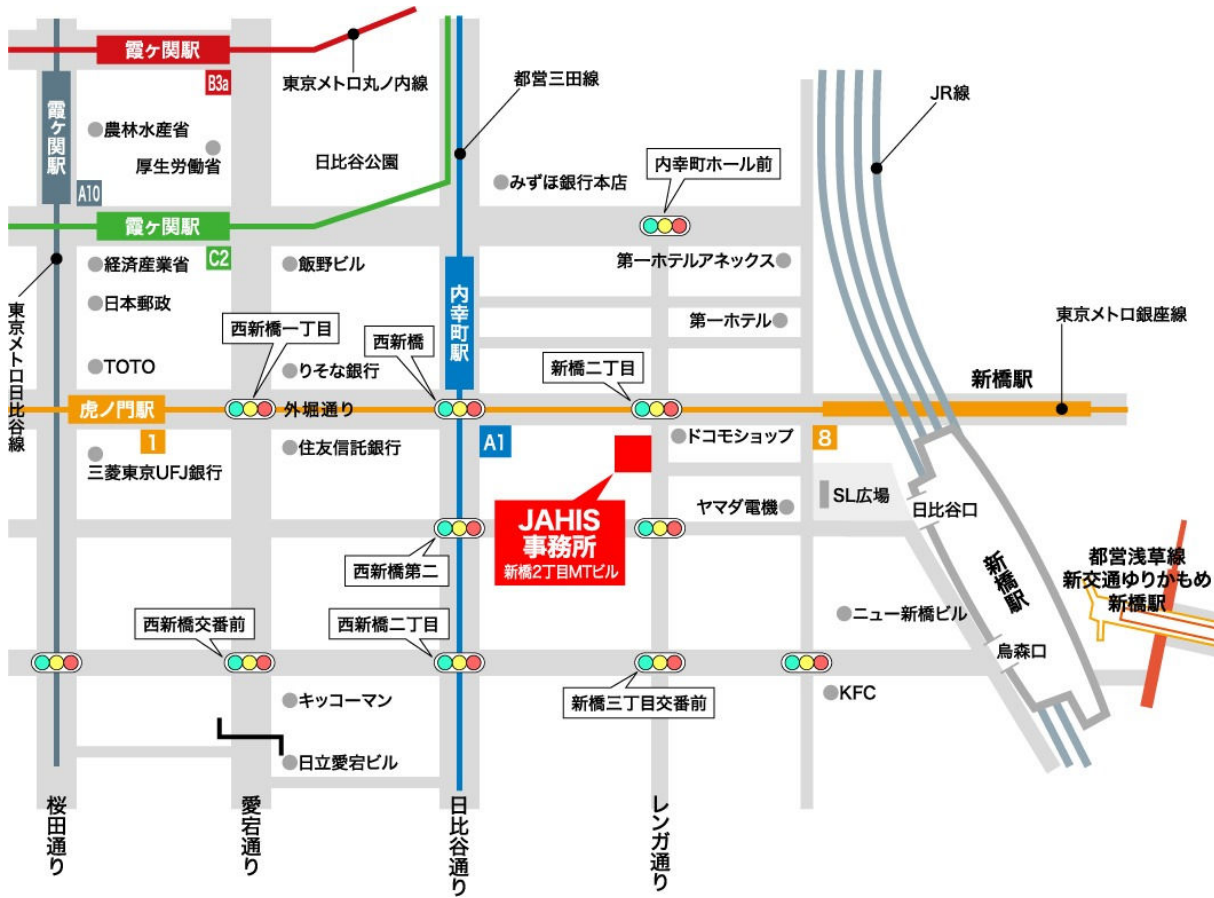 霞ヶ関駅
B3a
東京メトロ丸ノ内線
都営三田線
JR線
霞ヶ関駅
農林水産省
厚生労働省
日比谷公園
内幸町ホール前
みずほ銀行本店
A10
霞ヶ関駅
C2
経済産業省
飯野ビル
第一ホテルアネックス
日本郵政
内幸町駅
東京メトロ日比谷線
西新橋一丁目
西新橋
第一ホテル
東京メトロ銀座線
TOTO
りそな銀行
新橋二丁目
新橋駅
虎ノ門駅
外堀通り
1
住友信託銀行
A1
ドコモショップ
8
三菱東京UFJ銀行
JAHIS
事務所
新橋2丁目MTビル
ヤマダ電機
SL広場
日比谷口
西新橋第二
新橋駅
都営浅草線
新交通ゆりかもめ
新橋駅
西新橋交番前
西新橋二丁目
ニュー新橋ビル
烏森口
キッコーマン
新橋三丁目交番前
KFC
日立愛宕ビル
桜田通り
愛宕通り
日比谷通り
レンガ通り